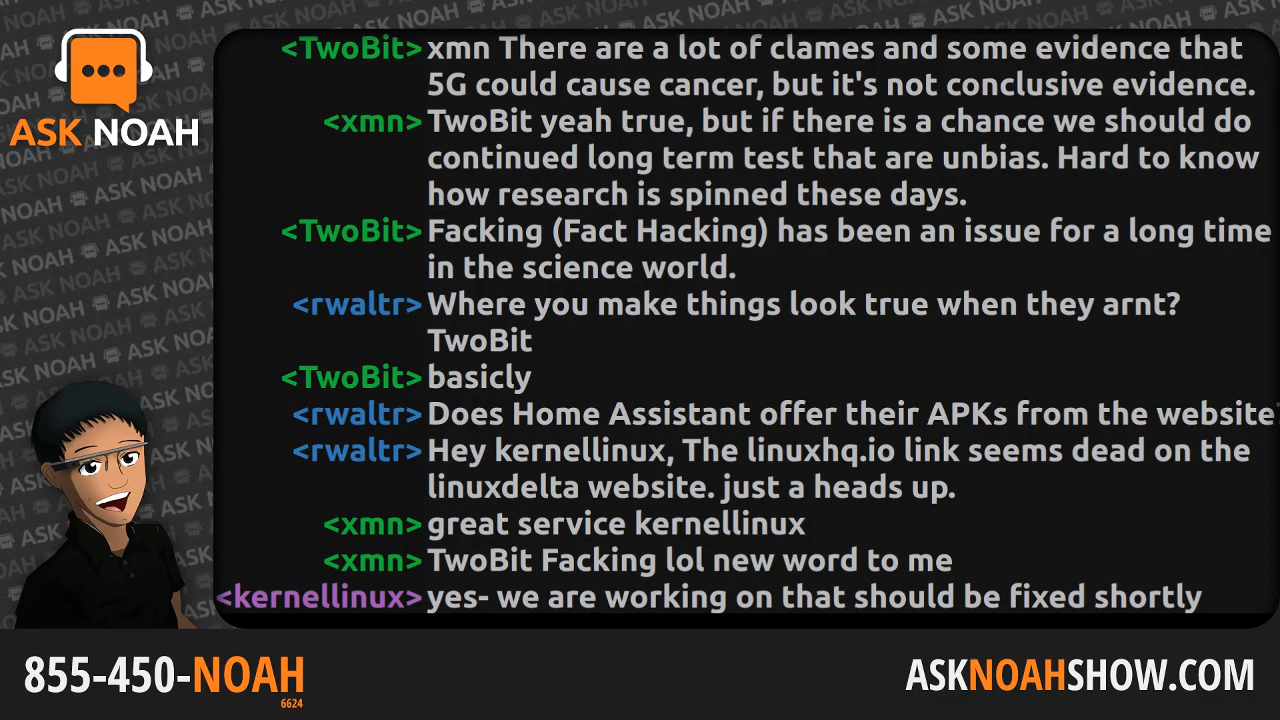 ASK NOAH
<TwoBit> xmn There are a lot of clames and some evidence that
5G could cause cancer, but it's not conclusive evidence.
<xmn> TwoBit yeah true, but if there is a chance we should do
continued long term test that are unbias. Hard to know
how research is spinned these days.
<TwoBit> Facking (Fact Hacking) has been an issue for a long time
in the science world.
<rwaltr> Where you make things look true when they arnt?
TwoBit
<TwoBit> basicly
<rwaltr> Does Home Assistant offer their APKs from the website
<rwaltr> Hey kernellinux, The linuxhq.io link seems dead on the
linuxdelta website. just a heads up.
<xmn> great service kernellinux
<xmn> TwoBit Facking lol new word to me
<kernellinux> yes- we are working on that should be fixed shortly
855-450-NOAH
6624
ASKNOAHSHOW.COM